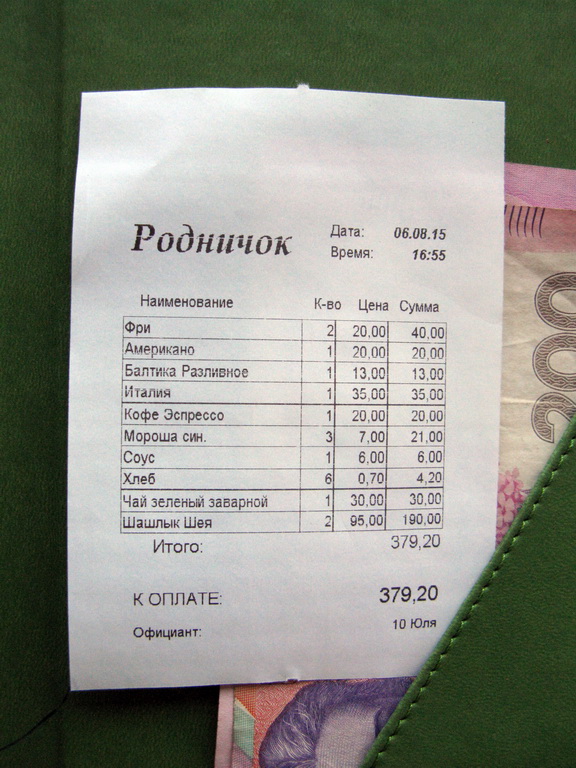 Родничок
Дата: 06.08.15
Время: 16:55
Наименование К-во Цена Сумма
Фри 2 20,00 40,00
Американо 1 20,00 20,00
Балтика Разливное 1 13,00 13,00
Италия 1 35,00 35,00
Кофе Эспрессо 1 20,00 20,00
Мороша син. 3 7,00 21,00
Соус 1 6,00 6,00
Хлеб 6 0,70 4,20
Чай зеленый заварной 1 30,00 30,00
Шашлык Шея 2 95,00 190,00
Итого: 379,20
К ОПЛАТЕ: 379,20
Официант: 10 Юля
200